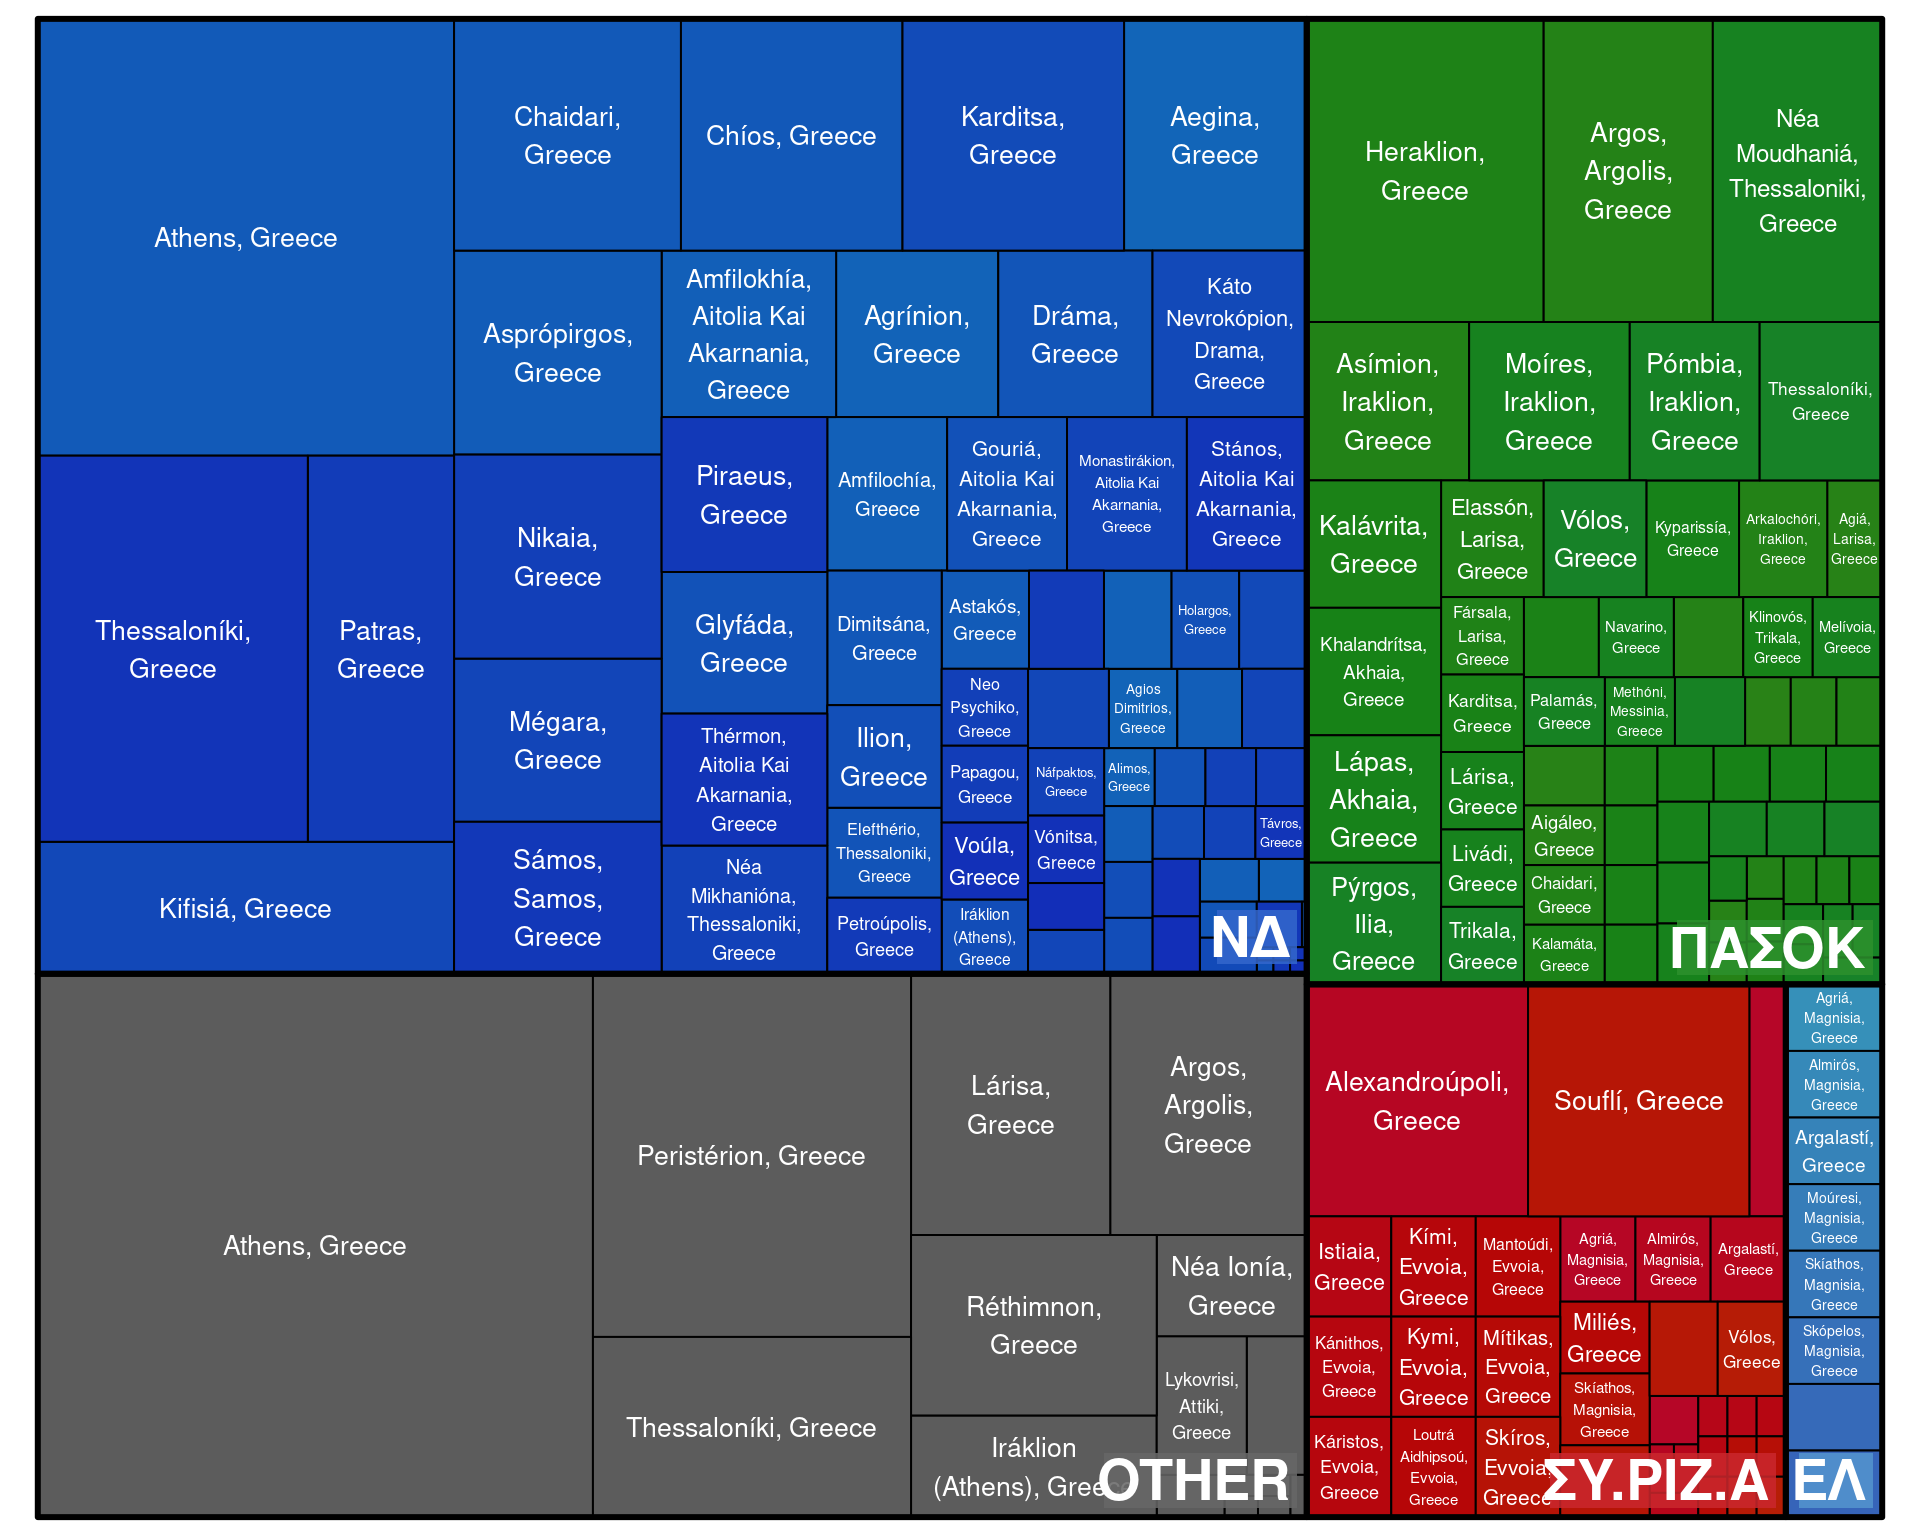 Athens, Greece
Chaidari,
Greece
Chíos, Greece
Karditsa,
Greece
Aegina,
Greece
Asprópirgos,
Greece
Amfilokhía,
Aitolia Kai
Akarnania,
Greece
Agrínion,
Greece
Dráma,
Greece
Káto
Nevrokópion,
Drama,
Greece
Thessaloníki,
Greece
Patras,
Greece
Kifisiá, Greece
Nikaia,
Greece
Mégara,
Greece
Sámos,
Samos,
Greece
Piraeus,
Greece
Glyfáda,
Greece
Thérmon,
Aitolia Kai
Akarnania,
Greece
Néa
Mikhanióna,
Thessaloniki,
Greece
Amfilochía,
Greece
Gouriá,
Aitolia Kai
Akarnania,
Greece
Monastirákion,
Aitolia Kai
Akarnania,
Greece
Stános,
Aitolia Kai
Akarnania,
Greece
Dimitsána,
Greece
Ilion,
Greece
Elefthério,
Thessaloniki,
Greece
Petroúpolis,
Greece
Astakós,
Greece
Holargos,
Greece
Neo
Psychiko,
Greece
Agios
Dimitrios,
Greece
Papagou,
Greece
Náfpaktos,
Greece
Alimos,
Greece
Voúla,
Greece
Vónitsa,
Greece
Távros,
Greece
Iráklion
(Athens),
Greece
ΝΔ
Heraklion,
Greece
Argos,
Argolis,
Greece
Néa
Moudhaniá,
Thessaloniki,
Greece
Asímion,
Iraklion,
Greece
Moíres,
Iraklion,
Greece
Pómbia,
Iraklion,
Greece
Thessaloníki,
Greece
Kalávrita,
Greece
Elassón,
Larisa,
Greece
Vólos,
Greece
Kyparissía,
Greece
Arkalochóri,
Iraklion,
Greece
Agiá,
Larisa,
Greece
Khalandrítsa,
Akhaia,
Greece
Fársala,
Larisa,
Greece
Navarino,
Greece
Klinovós,
Trikala,
Greece
Melívoia,
Greece
Karditsa,
Greece
Palamás,
Greece
Methóni,
Messinia,
Greece
Lápas,
Akhaia,
Greece
Lárisa,
Greece
Aigáleo,
Greece
Livádi,
Greece
Chaidari,
Greece
Pýrgos,
Ilia,
Greece
Trikala,
Greece
Kalamáta,
Greece
ΠΑΣΟΚ
Athens, Greece
Peristérion, Greece
Thessaloníki, Greece
Lárisa,
Greece
Argos,
Argolis,
Greece
Réthimnon,
Greece
Néa Ionía,
Greece
Lykovrisi,
Attiki,
Greece
Iráklion
(Athens), Greece
OTHER
Alexandroúpoli,
Greece
Souflí, Greece
Istiaia,
Greece
Kími,
Evvoia,
Greece
Mantoúdi,
Evvoia,
Greece
Agriá,
Magnisia,
Greece
Almirós,
Magnisia,
Greece
Argalastí,
Greece
Kánithos,
Evvoia,
Greece
Kymi,
Evvoia,
Greece
Mítikas,
Evvoia,
Greece
Miliés,
Greece
Vólos,
Greece
Skíathos,
Magnisia,
Greece
Káristos,
Evvoia,
Greece
Loutrá
Aidhipsoú,
Evvoia,
Greece
Skíros,
Evvoia,
Greece
ΣΥ.ΡΙΖ.Α
Agriá,
Magnisia,
Greece
Almirós,
Magnisia,
Greece
Argalastí,
Greece
Moúresi,
Magnisia,
Greece
Skíathos,
Magnisia,
Greece
Skópelos,
Magnisia,
Greece
ΕΛ